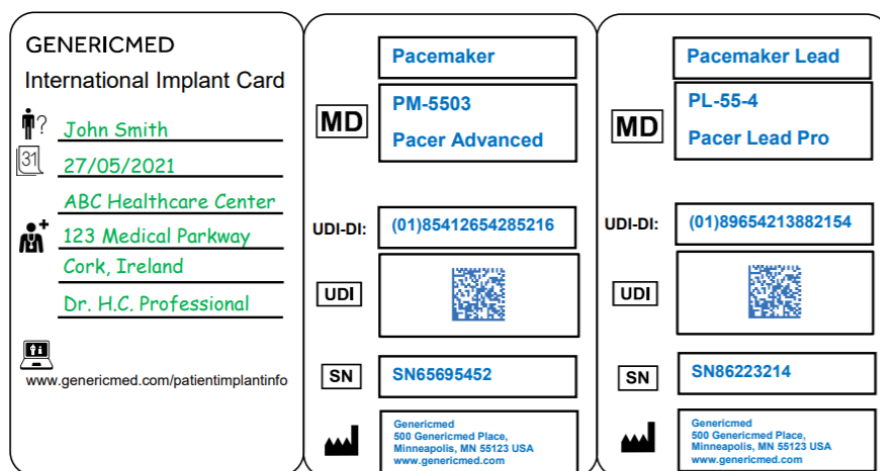 GENERICMED
International Implant Card
?
John Smith
31
27/05/2021
ABC Healthcare Center
123 Medical Parkway
Cork, Ireland
Dr. H.C. Professional
www.genericmed.com/patientimplantinfo
Pacemaker
MD
PM-5503
Pacer Advanced
UDI-DI:
(01)85412654285216
UDI
SN
SN65695452
Genericmed
500 Genericmed Place,
Minneapolis, MN 55123 USA
www.genericmed.com
Pacemaker Lead
MD
PL-55-4
Pacer Lead Pro
UDI-DI:
(01)89654213882154
UDI
SN
SN86223214
Genericmed
500 Genericmed Place,
Minneapolis, MN 55123 USA
www.genericmed.com